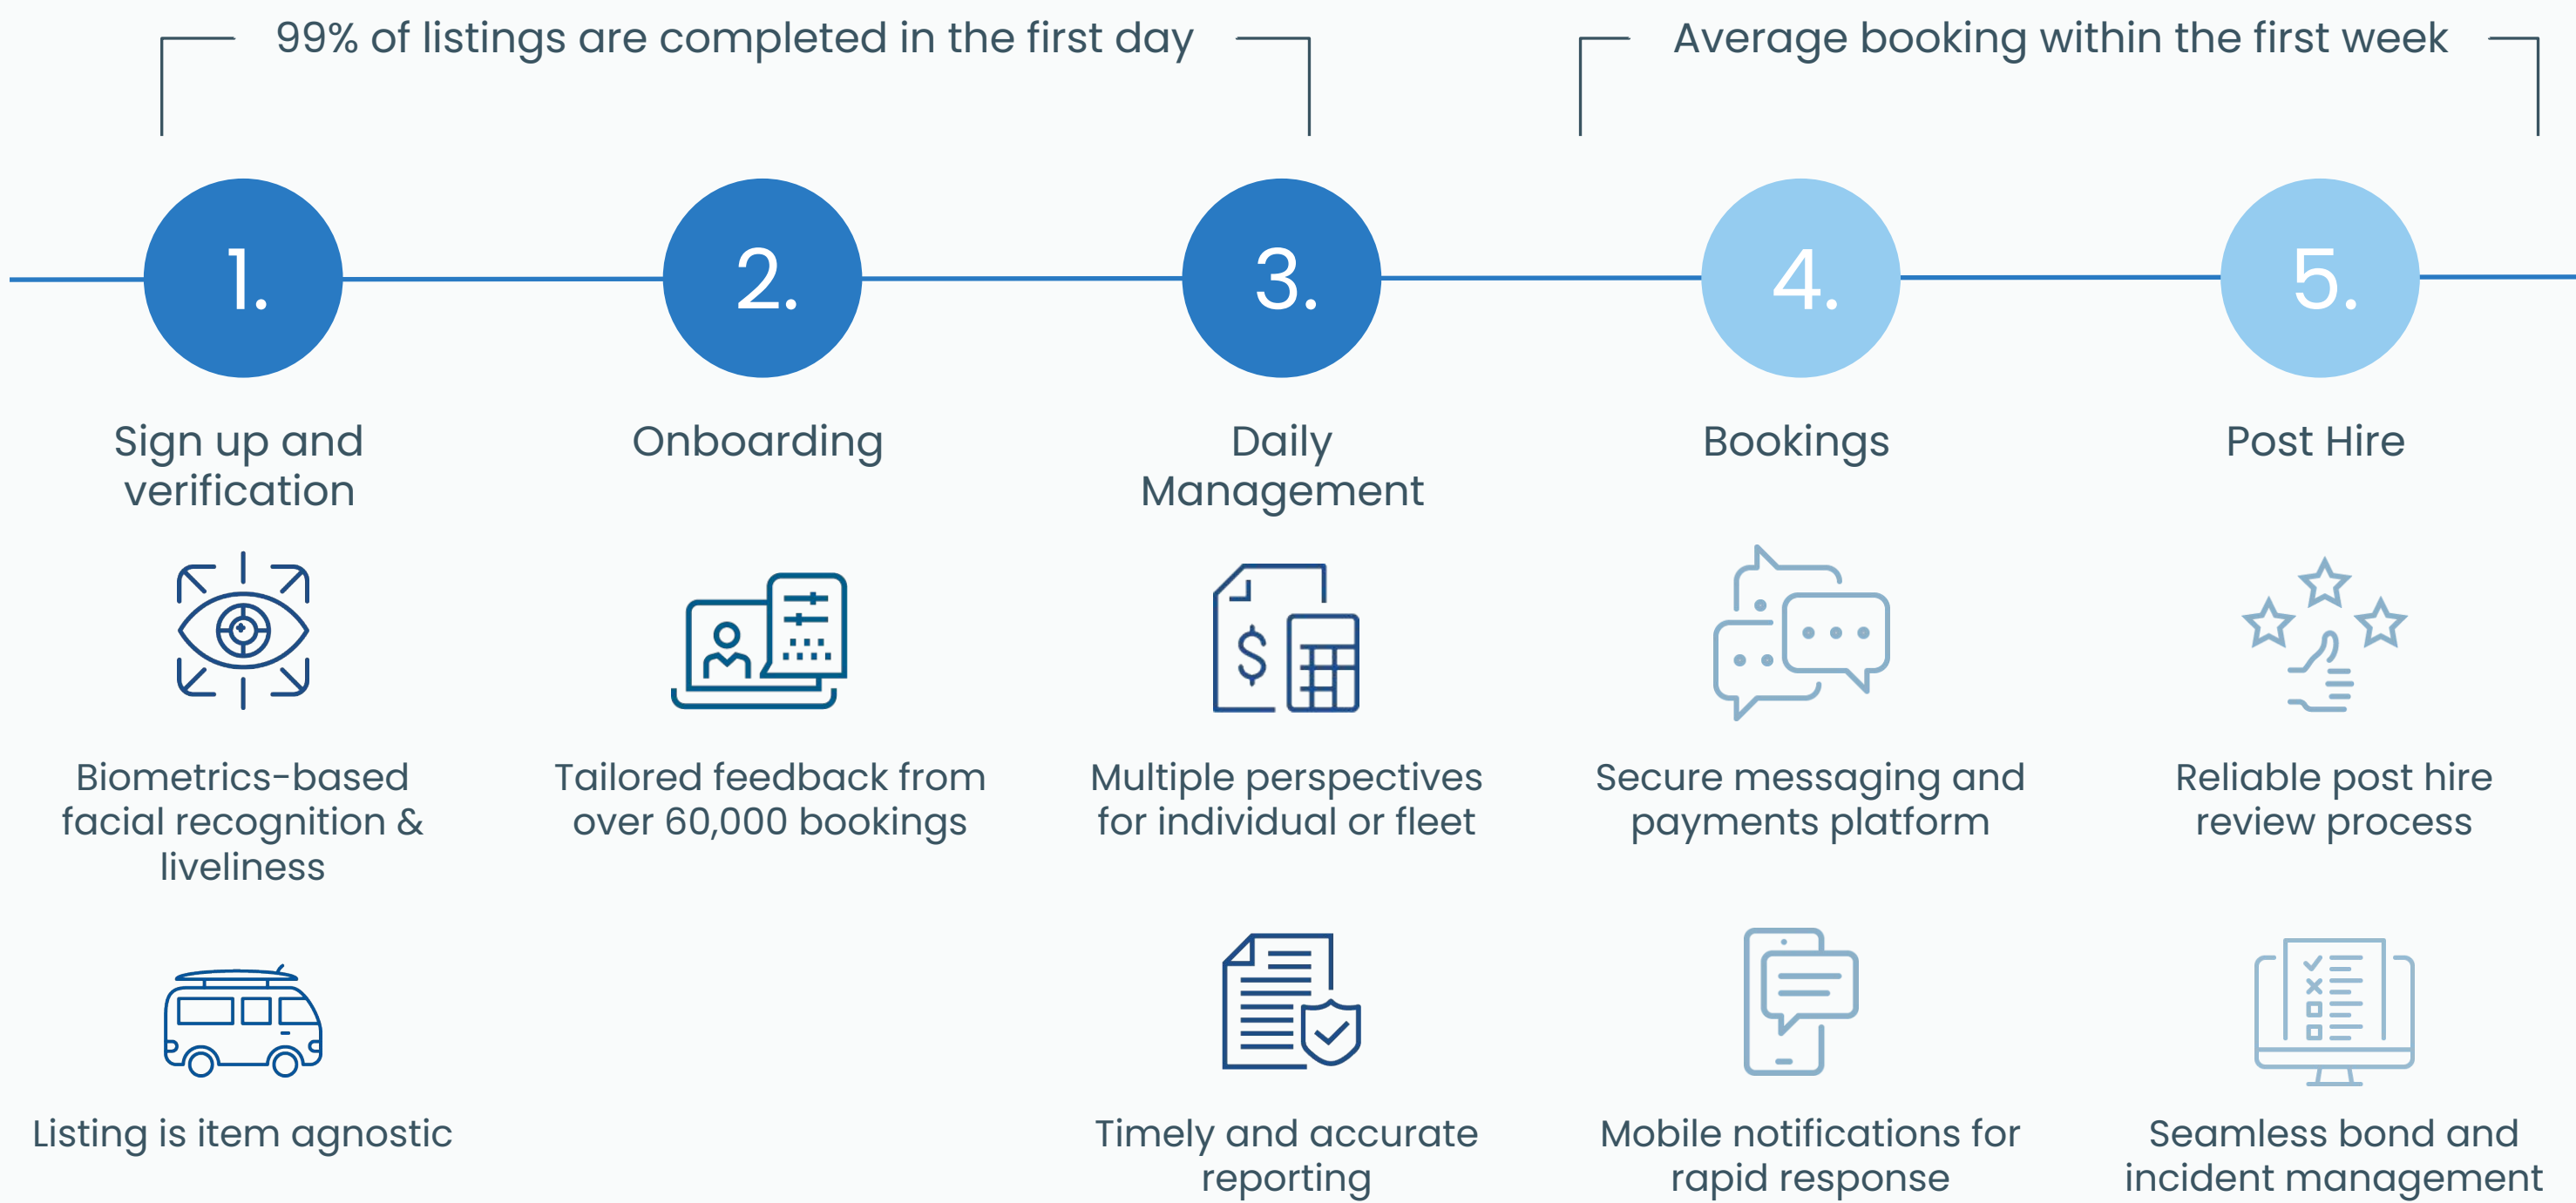 99% of listings are completed in the first day
Average booking within the first week
1.
2.
3.
4.
5.
Sign up and
verification
Onboarding
Daily
Management
Bookings
Post Hire
Biometrics-based
facial recognition &
liveliness
Tailored feedback from
over 60,000 bookings
Multiple perspectives
for individual or fleet
$
Secure messaging and
payments platform
Reliable post hire
review process
Listing is item agnostic
Timely and accurate
reporting
Mobile notifications for
rapid response
Seamless bond and
incident management